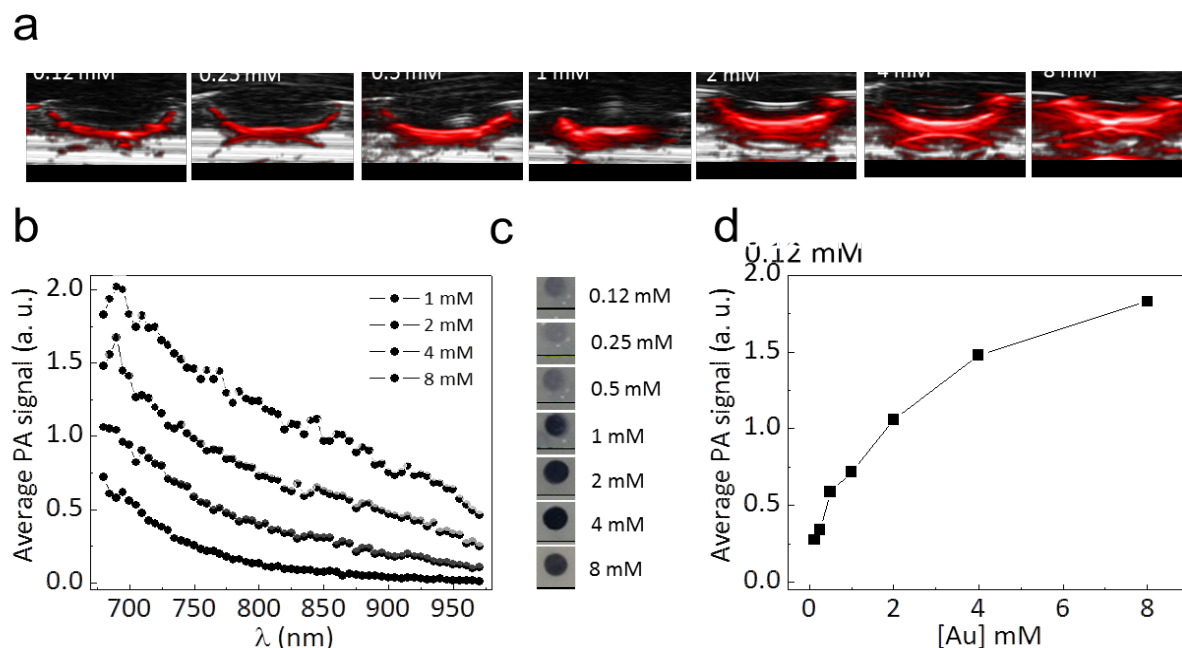 a
0.12 mM
0.25 mM
0.5 mM
1 mM
2 mM
4 mM
8 mM
b
Average PA signal (a. u.)
2.0
1.5
1.0
0.5
0.0
700 750 800 850 900 950
λ (nm)
1 mM
2 mM
4 mM
8 mM
c
0.12 mM
0.25 mM
0.5 mM
1 mM
2 mM
4 mM
8 mM
d
0.12 mM
Average PA signal (a. u.)
2.0
1.5
1.0
0.5
0.0
0 2 4 6 8
[Au] mM